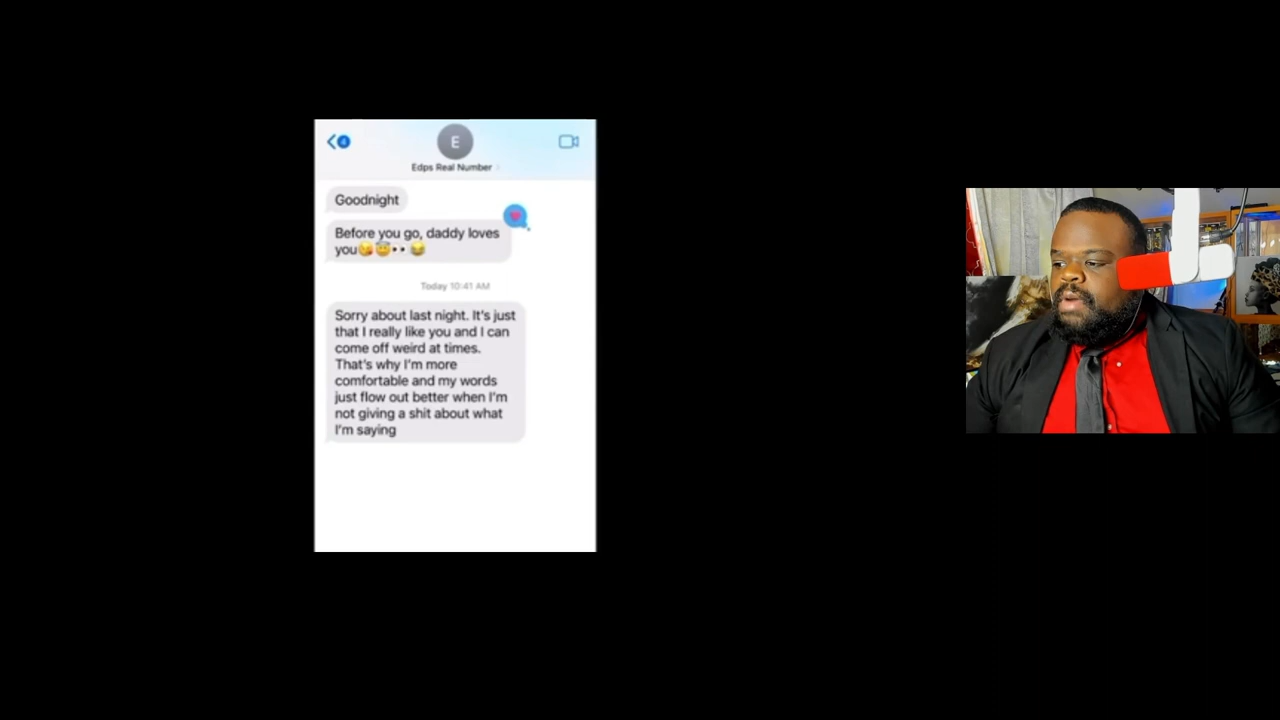 E
Edps Real Number
Goodnight
Before you go, daddy loves
you😘😇👀😂
Today 10:41 AM
Sorry about last night. It's just
that I really like you and I can
come off weird at times.
That's why I'm more
comfortable and my words
just flow out better when I'm
not giving a shit about what
I'm saying